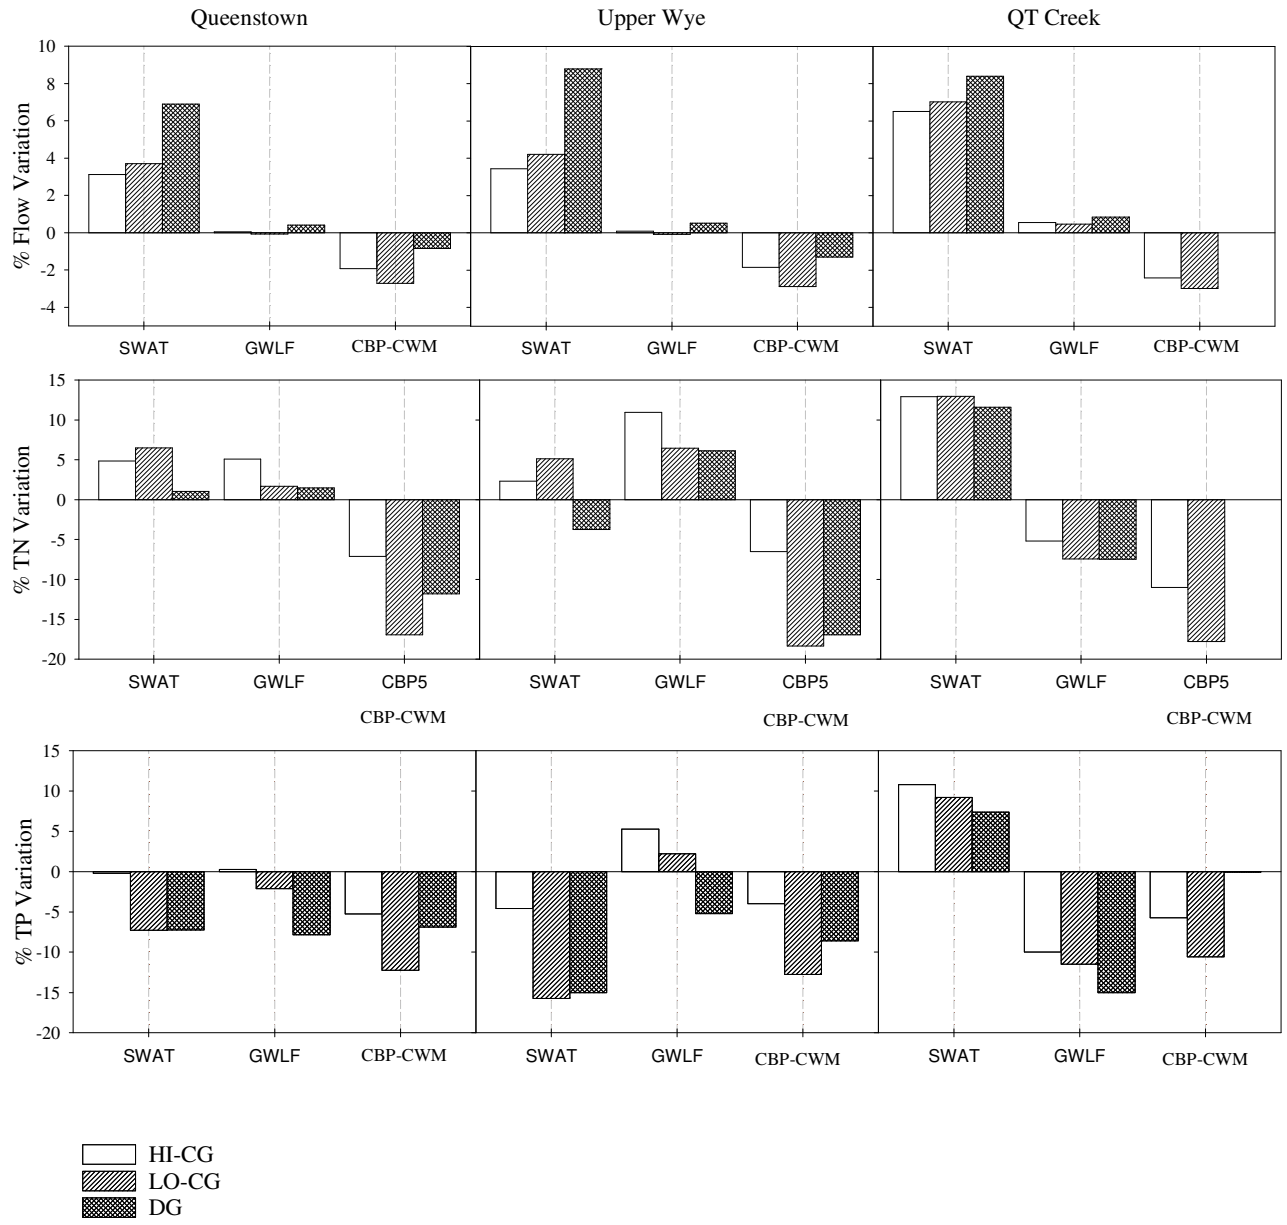 Queenstown Upper Wye QT Creek
% Flow Variation
10
8
6
4
2
0
-2
-4
SWAT GWLF CBP-CWM SWAT GWLF CBP-CWM SWAT GWLF CBP-CWM
% TN Variation
15
10
5
0
-5
-10
-15
-20
SWAT GWLF CBP5 SWAT GWLF CBP5 SWAT GWLF CBP5
CBP-CWM CBP-CWM CBP-CWM
% TP Variation
15
10
5
0
-5
-10
-15
-20
SWAT GWLF CBP-CWM SWAT GWLF CBP-CWM SWAT GWLF CBP-CWM
HI-CG
LO-CG
DG